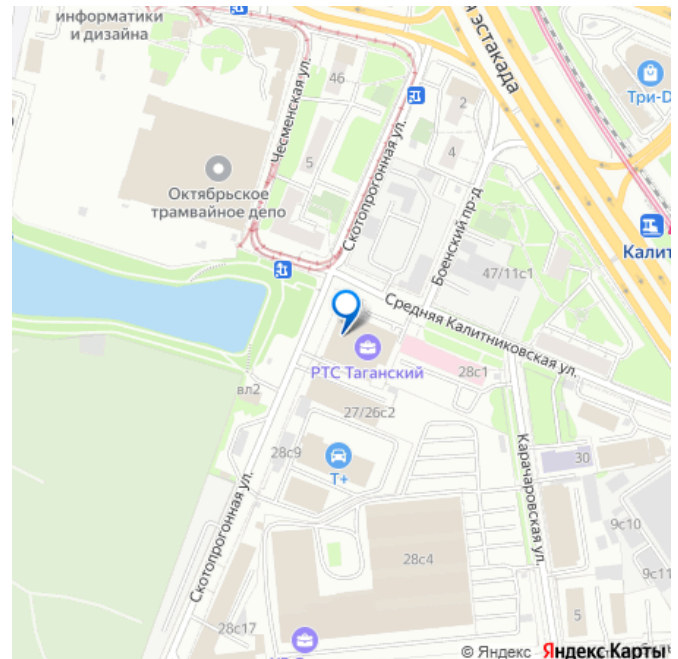 информатики
и дизайна
я эстакада
Три-D
Чесменская ул.
46
2
5
4
Скотопрогонная ул.
Октябрьское
трамвайное депо
Боенский пр-д
47/11с1
Калит
Средняя Калитниковская ул.
РТС Таганский
28с1
вл2
27/26с2
28с9
Т+
Карачаровская ул.
30
9с10
Скотопрогонная ул.
28с4
9с11
5
28с17
© Яндекс Яндекс Карты